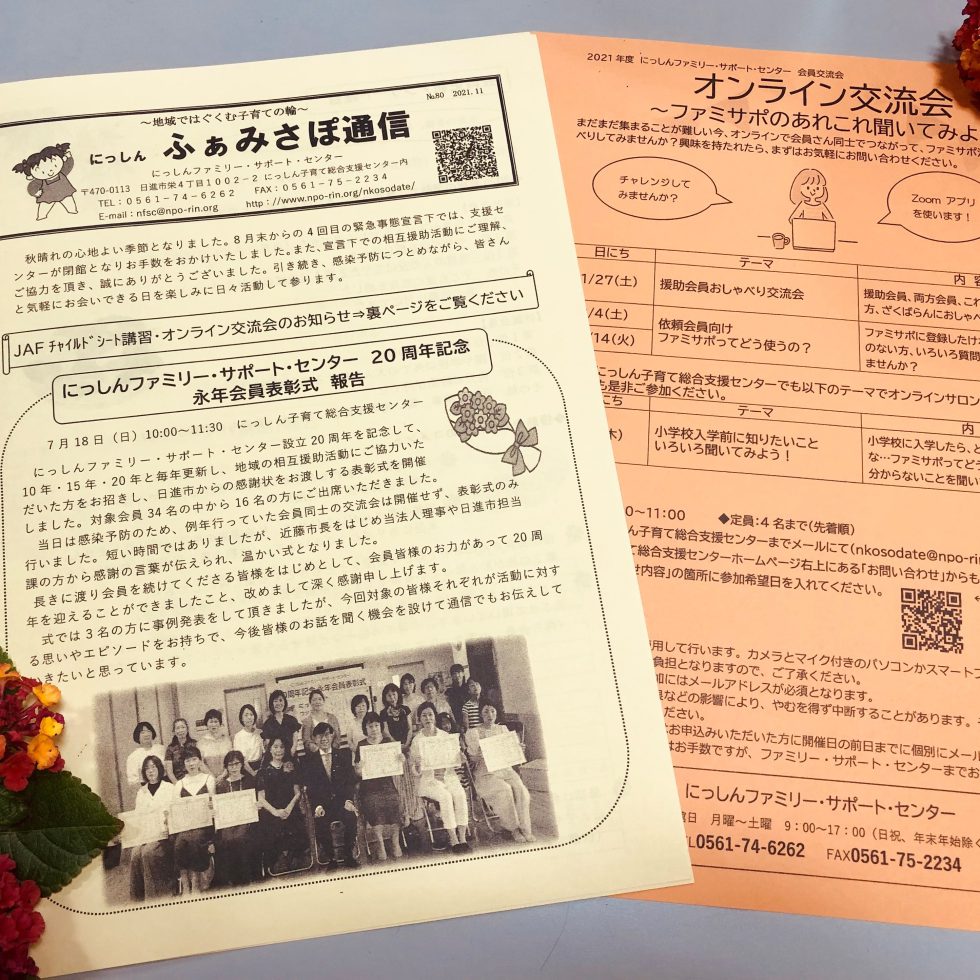 ～地域ではぐくむ子育ての輪～
№80 2021.11
にっしん ふぁみさぽ通信
にっしんファミリー・サポート・センター
〒470-0113 日進市栄４丁目１００２－２ にっしん子育て総合支援センター内
TEL：０５６１－７４－６２６２ FAX：０５６１－７５－２２３４
E-mail：nfsc@npo-rin.org http://www.npo-rin.org/nkosodate/
秋晴れの心地よい季節となりました。８月末からの４回目の緊急事態宣言下では、支援セ
ンターが閉館となりお手数をおかけいたしました。また、宣言下での相互援助活動にご理解、
ご協力を頂き、誠にありがとうございました。引き続き、感染予防につとめながら、皆さん
と気軽にお会いできる日を楽しみに日々活動して参ります。
JAF ﾁｬｲﾙﾄﾞｼｰﾄ講習・オンライン交流会のお知らせ⇒裏ページをご覧ください
にっしんファミリー・サポート・センター 20 周年記念
永年会員表彰式 報告
７月 18 日（日）10:00～11:30 にっしん子育て総合支援センター
にっしんファミリー・サポート・センター設立 20 周年を記念して、
10 年・15 年・20 年と毎年更新し、地域の相互援助活動にご協力いた
だいた方をお招きし、日進市からの感謝状をお渡しする表彰式を開催
しました。対象会員 34 名の中から 16 名の方にご出席いただきました。
当日は感染予防のため、例年行っていた会員同士の交流会は開催せず、表彰式のみ
行いました。短い時間ではありましたが、近藤市長をはじめ当法人理事や日進市担当
課の方から感謝の言葉が伝えられ、温かい式となりました。
長きに渡り会員を続けてくださる皆様をはじめとして、会員皆様のお力があって 20 周
年を迎えることができましたこと、改めまして深く感謝申し上げます。
式では３名の方に事例発表をして頂きましたが、今回対象の皆様それぞれが活動に対す
る思いやエピソードをお持ちで、今後皆様のお話を聞く機会を設けて通信でもお伝えして
いきたいと思っています。
周年記念永年会員表彰式
2021 年度 にっしんファミリー・サポート・センター 会員交流会
オンライン交流会
～ファミサポのあれこれ聞いてみよ
まだまだ集まることが難しい今、オンラインで会員さん同士でつながって、ファミサポ
べりしてみませんか？興味を持たれたら、まずはお気軽にお問い合わせください。
チャレンジして
みませんか？
Zoom アプリ
を使います！
日にち テーマ 内 容
1/27(土) 援助会員おしゃべり交流会 援助会員、両方会員、これ
方、ざっくばらんにおしゃべ
/4(土) 依頼会員向け
/14(火) ファミサポってどう使うの？ ファミサポに登録したけれ
のない方、いろいろ質問
ませんか？
にっしん子育て総合支援センターでも以下のテーマでオンラインサロン
も是非ご参加ください。
にち テーマ 内
木) 小学校入学前に知りたいこと
いろいろ聞いてみよう！
小学校に入学したら、ど
な…ファミサポってどう
分からないことを聞いて
0～11:00 ◆定員：４名まで（先着順）
しん子育て総合支援センターまでメールにて(nkosodate@npo-rin
て総合支援センターホームページ右上にある「お問い合わせ」からも
せ内容」の箇所に参加希望日を入れてください。
使用して行います。カメラとマイク付きのパソコンかスマートフ
負担となりますので、ご了承ください。
加にはメールアドレスが必須となります。
などの影響により、やむを得ず中断することがあります。
ださい。
お申込みいただいた方に開催日の前日までに個別にメール
はお手数ですが、ファミリー・サポート・センターまでお
にっしんファミリー・サポート・センター
日 月曜～土曜 ９：００～１７：００（日祝、年末年始除く
0561-74-6262 FAX0561-75-2234